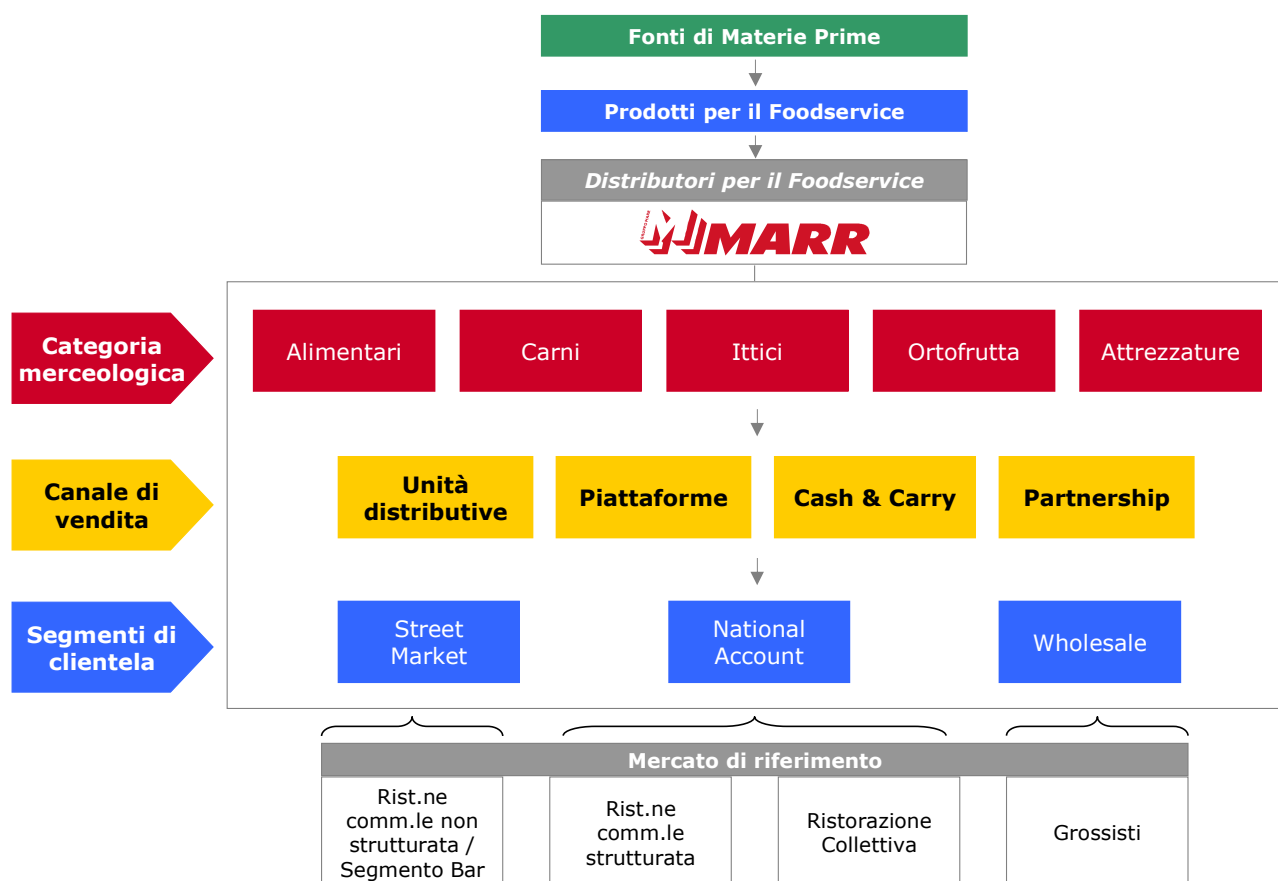 Fonti di Materie Prime
Prodotti per il Foodservice
Distributori per il Foodservice
MARR
Categoria
merceologica
Alimentari
Carni
Ittici
Ortofrutta
Attrezzature
Canale di
vendita
Unità
distributive
Piattaforme
Cash & Carry
Partnership
Segmenti di
clientela
Street
Market
National
Account
Wholesale
Mercato di riferimento
Rist.ne
comm.le non
strutturata /
Segmento Bar
Rist.ne
comm.le
strutturata
Ristorazione
Collettiva
Grossisti